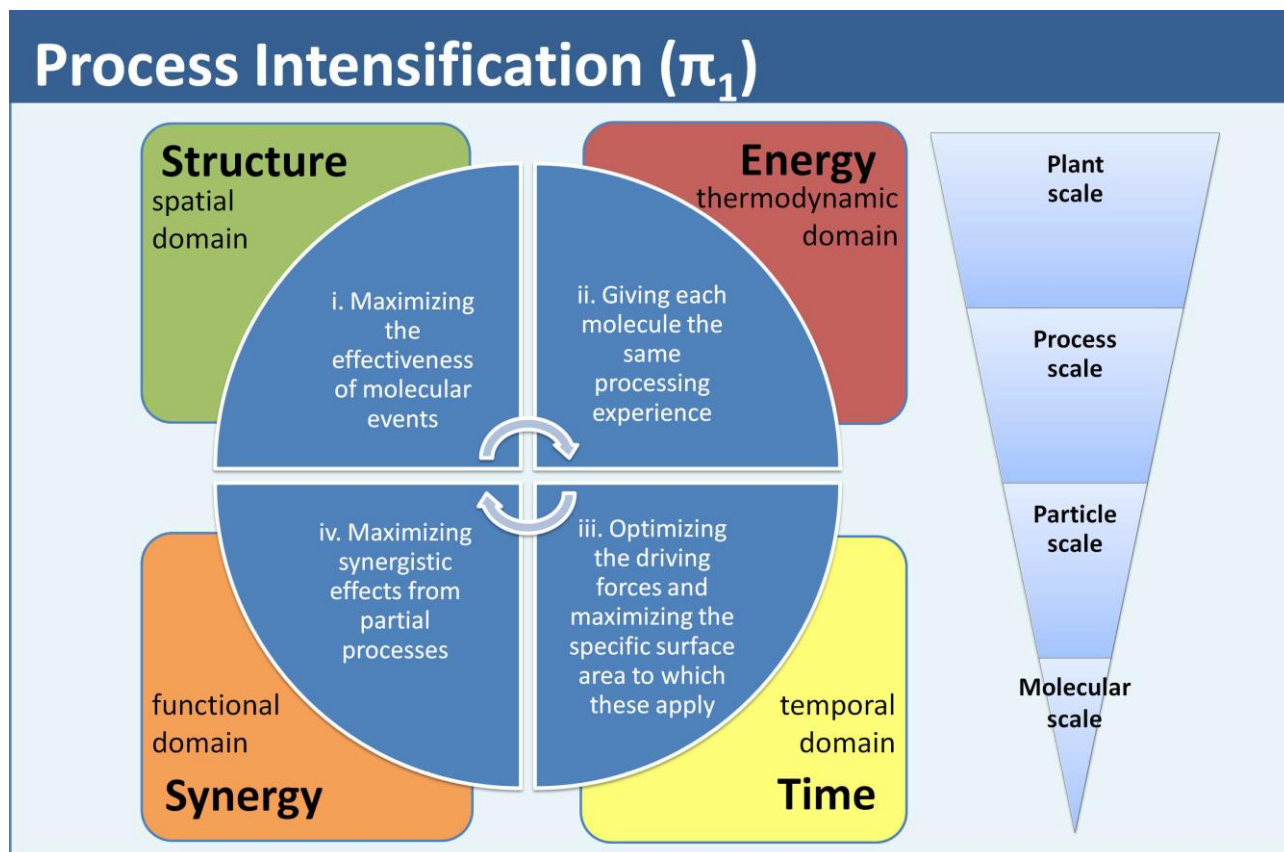 Process Intensification (π₁)
Structure
spatial
domain
Energy
thermodynamic
domain
i. Maximizing
the
effectiveness
of molecular
events
ii. Giving each
molecule the
same
processing
experience
iv. Maximizing
synergistic
effects from
partial
processes
iii. Optimizing
the driving
forces and
maximizing the
specific surface
area to which
these apply
functional
domain
Synergy
temporal
domain
Time
Plant
scale
Process
scale
Particle
scale
Molecular
scale